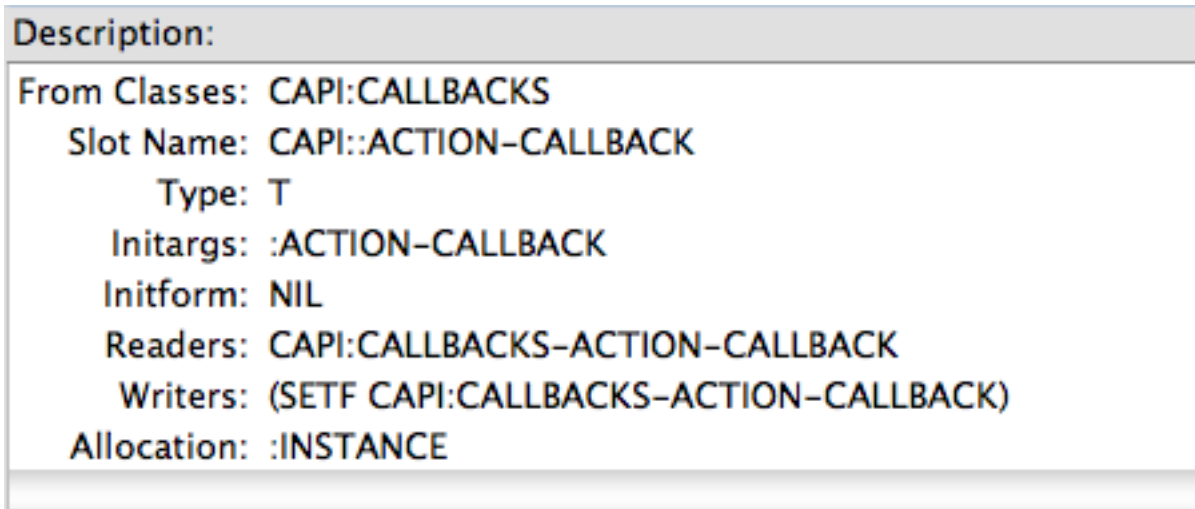 Description:
From Classes: CAPI:CALLBACKS
Slot Name: CAPI::ACTION-CALLBACK
Type: T
Initargs: :ACTION-CALLBACK
Initform: NIL
Readers: CAPI:CALLBACKS-ACTION-CALLBACK
Writers: (SETF CAPI:CALLBACKS-ACTION-CALLBACK)
Allocation: :INSTANCE